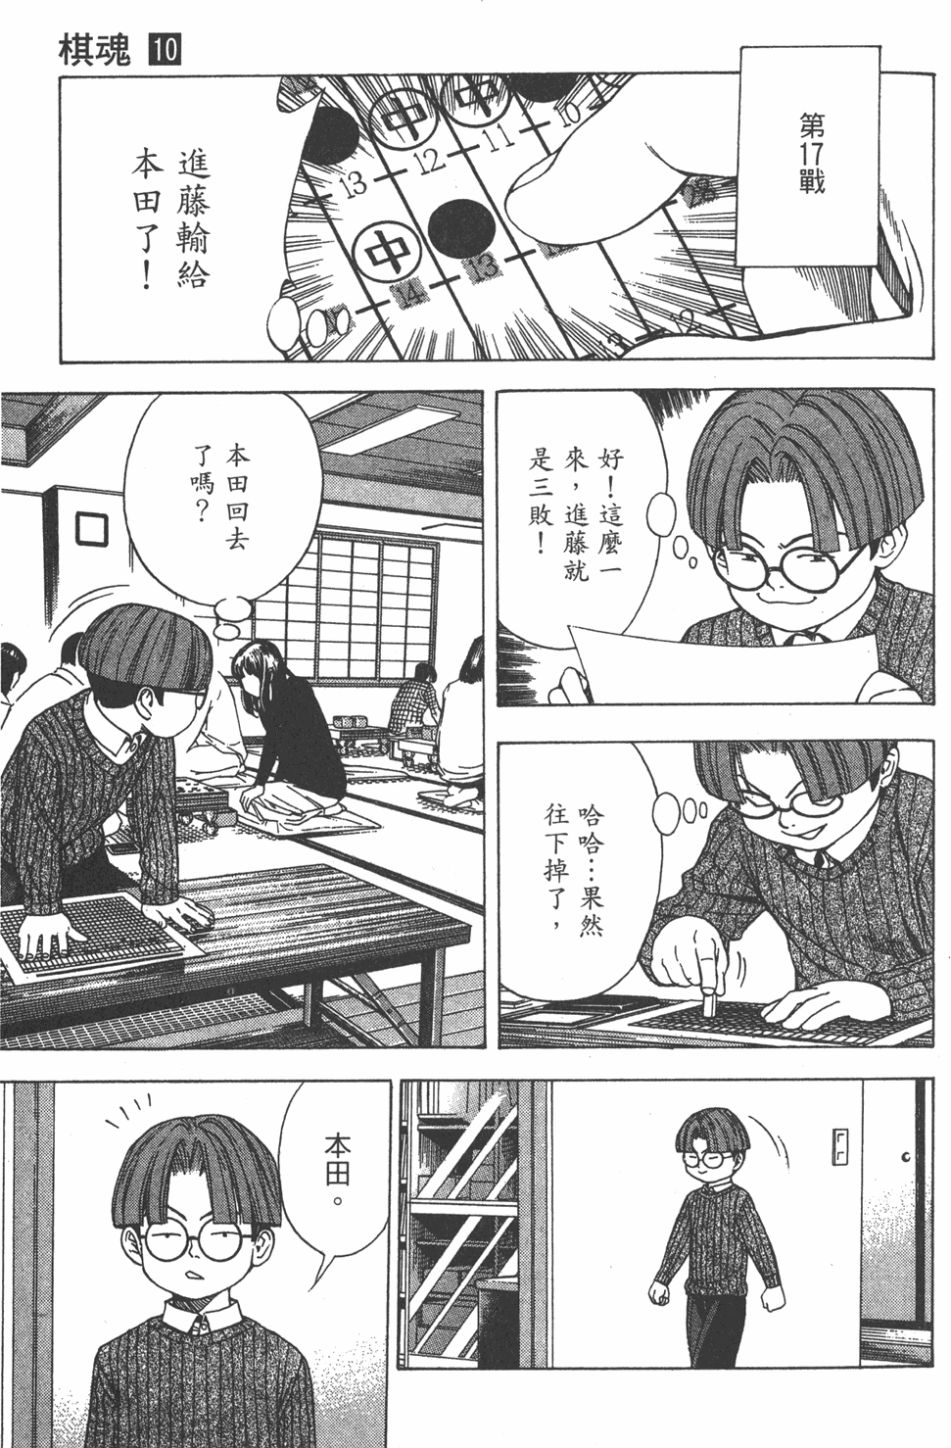 棋魂 10
第17戰
進藤輸給
本田了！
好！這麼一
來，進藤就
是三敗！
本田回去
了嗎？
哈哈…果然
往下掉了，
本田。
中
中
13
12
11
10
中
14
13
12